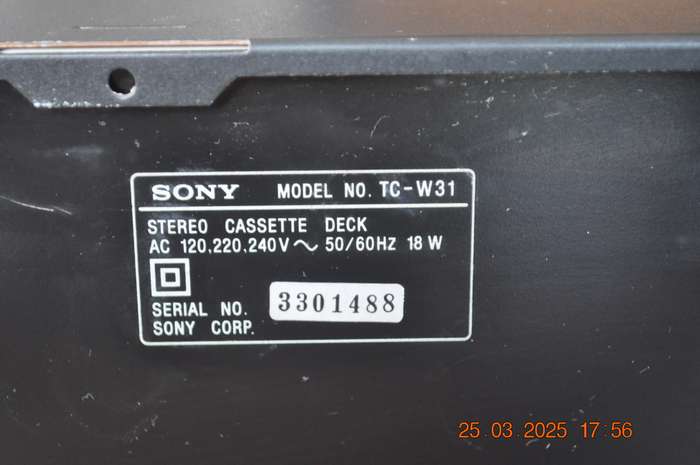 SONY MODEL NO. TC-W31
STEREO CASSETTE DECK
AC 120,220,240V ~ 50/60HZ 18 W
SERIAL NO. 3301488
SONY CORP.
25.03.2025 17:56